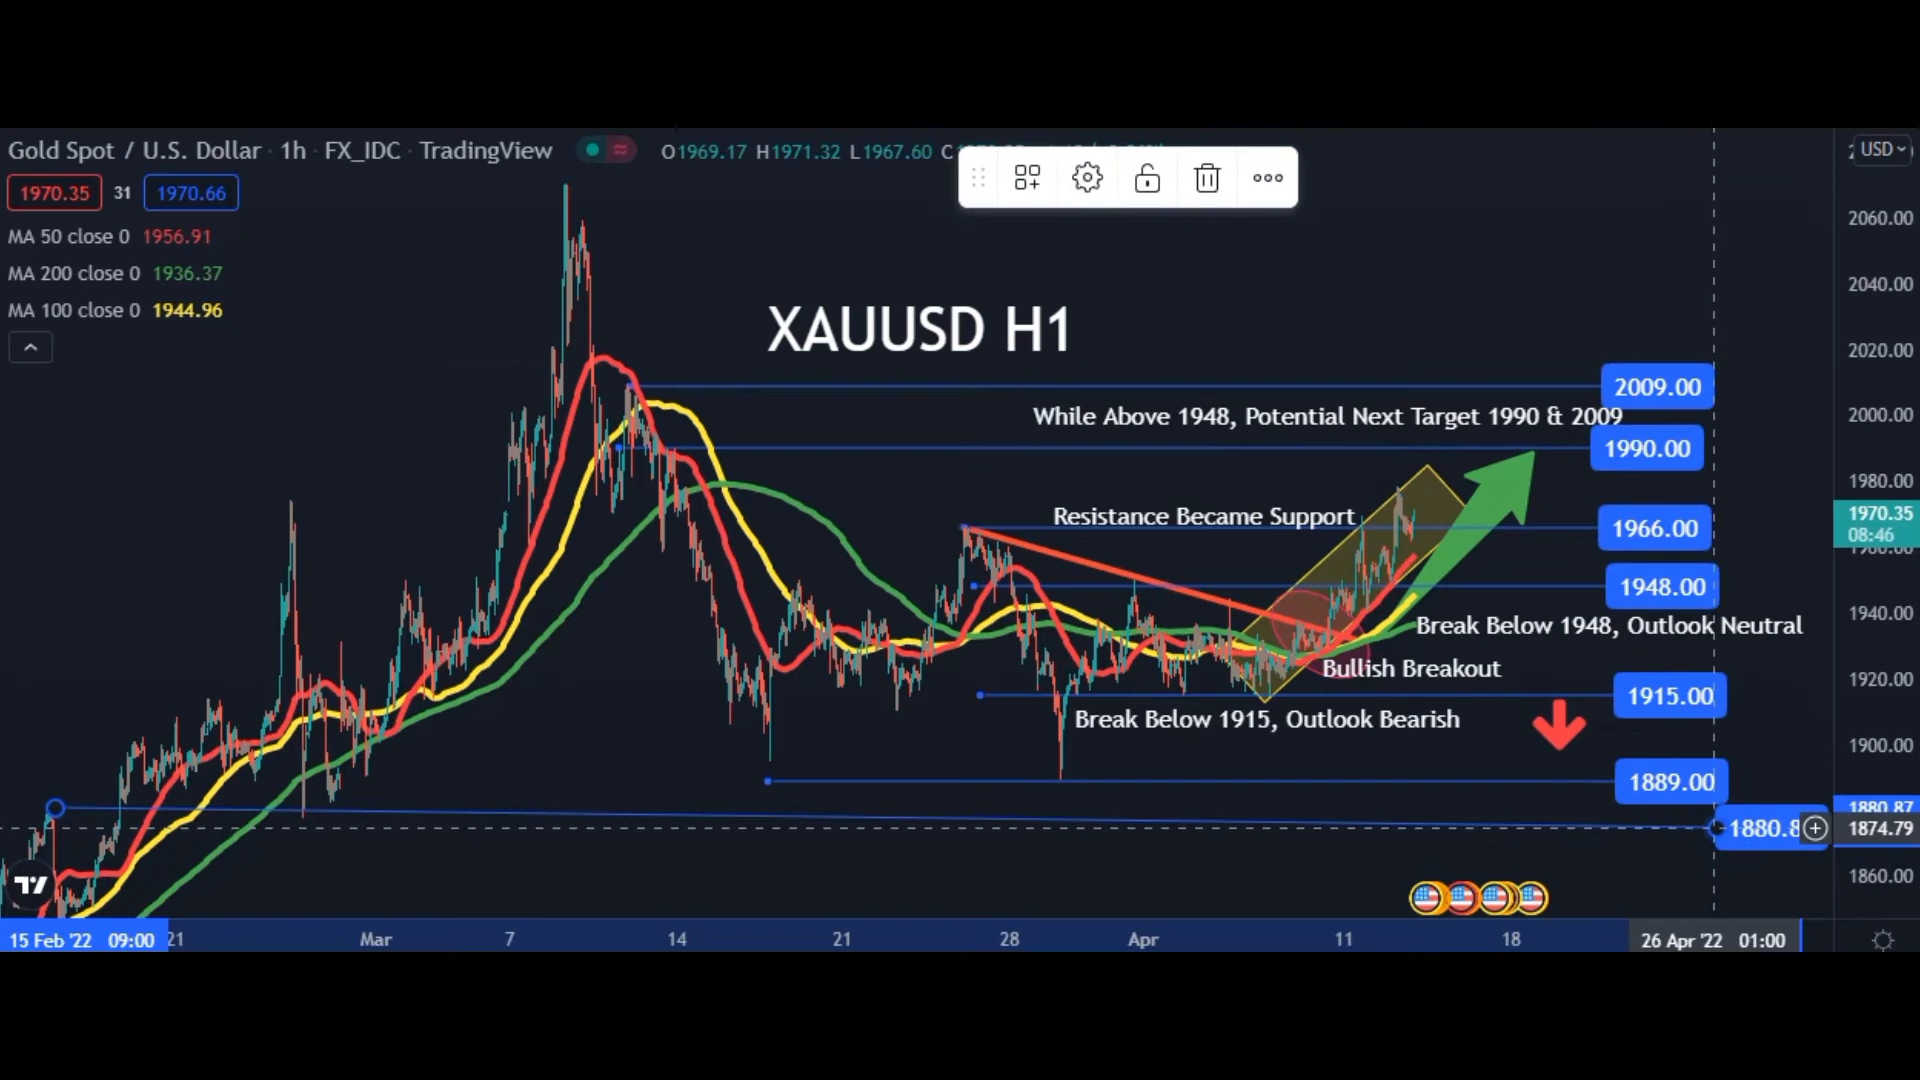 Gold Spot / U.S. Dollar · 1h · FX_IDC · TradingView
O1969.17 H1971.32 L1967.60 C
USD
1970.35 31 1970.66
MA 50 close 0 1956.91
MA 200 close 0 1936.37
MA 100 close 0 1944.96
XAUUSD H1
2009.00
While Above 1948, Potential Next Target 1990 & 2009
1990.00
Resistance Became Support
1966.00
1948.00
Break Below 1948, Outlook Neutral
Bullish Breakout
1915.00
Break Below 1915, Outlook Bearish
1889.00
1880.8
2060.00
2040.00
2020.00
2000.00
1980.00
1970.35
08:46
1960.00
1940.00
1920.00
1900.00
1880.87
1874.79
1860.00
15 Feb '22 09:00 21 Mar 7 14 21 28 Apr 11 18 26 Apr '22 01:00